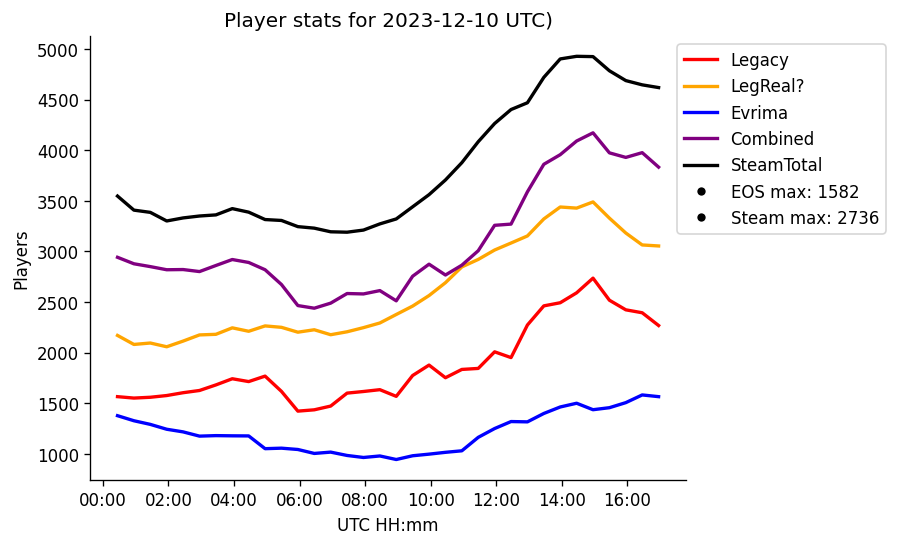 Player stats for 2023-12-10 UTC)
Players
5000
4500
4000
3500
3000
2500
2000
1500
1000
00:00 02:00 04:00 06:00 08:00 10:00 12:00 14:00 16:00
UTC HH:mm
Legacy
LegReal?
Evrima
Combined
SteamTotal
EOS max: 1582
Steam max: 2736